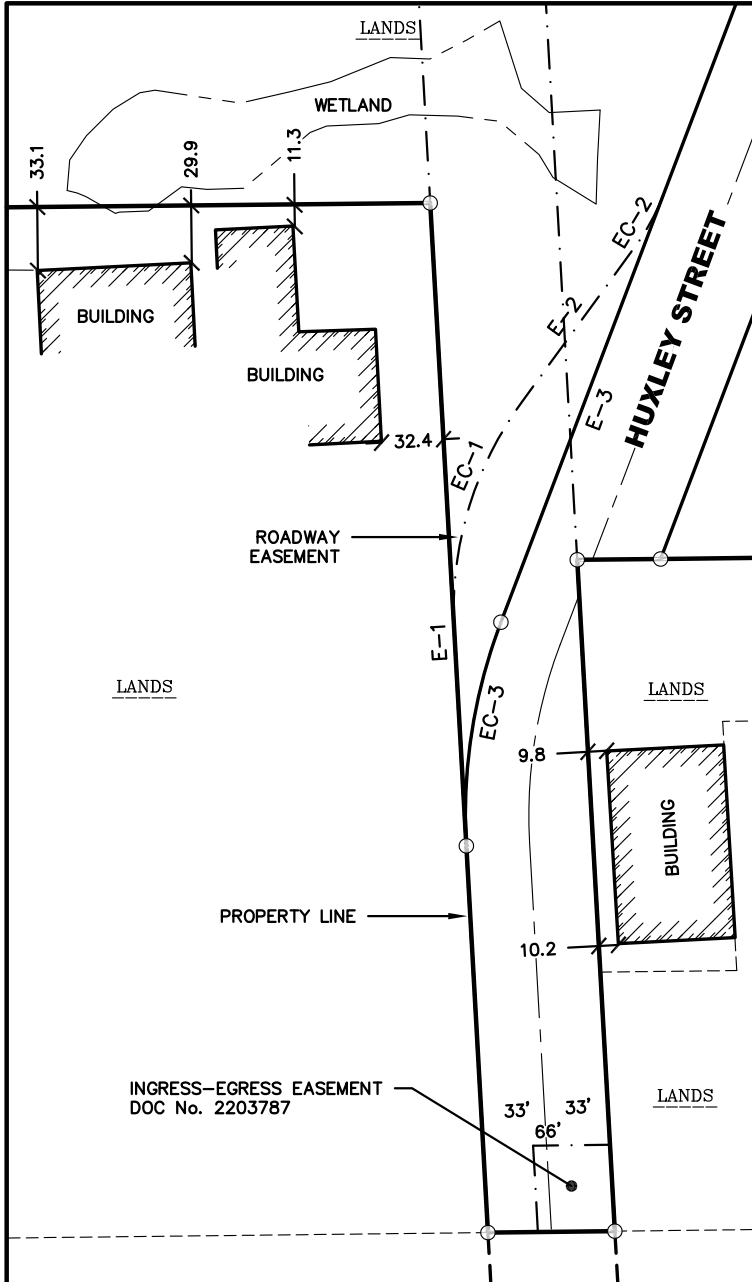 LANDS
WETLAND
33.1
29.9
11.3
EC-2
BUILDING
E-2
HUXLEY STREET
BUILDING
E-3
32.4
EC-1
ROADWAY
EASEMENT
E-1
LANDS
LANDS
EC-3
9.8
BUILDING
PROPERTY LINE
10.2
INGRESS-EGRESS EASEMENT
DOC No. 2203787
LANDS
33'
33'
66'